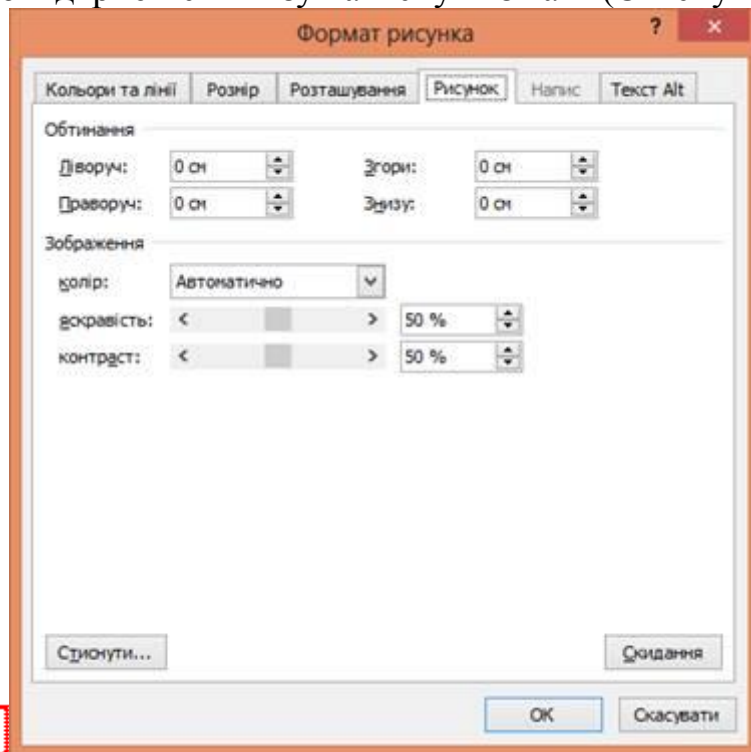 Формат рисунка ? ×
Кольори та лінії Розмір Розташування Рисунок Напис Текст Alt
Обтинання
Ліворуч: 0 см Згори: 0 см
Праворуч: 0 см Знизу: 0 см
Зображення
колір: Автоматично
яскравість: < > 50 %
контраст: < > 50 %
Стиснути... Скидання
ОК Скасувати